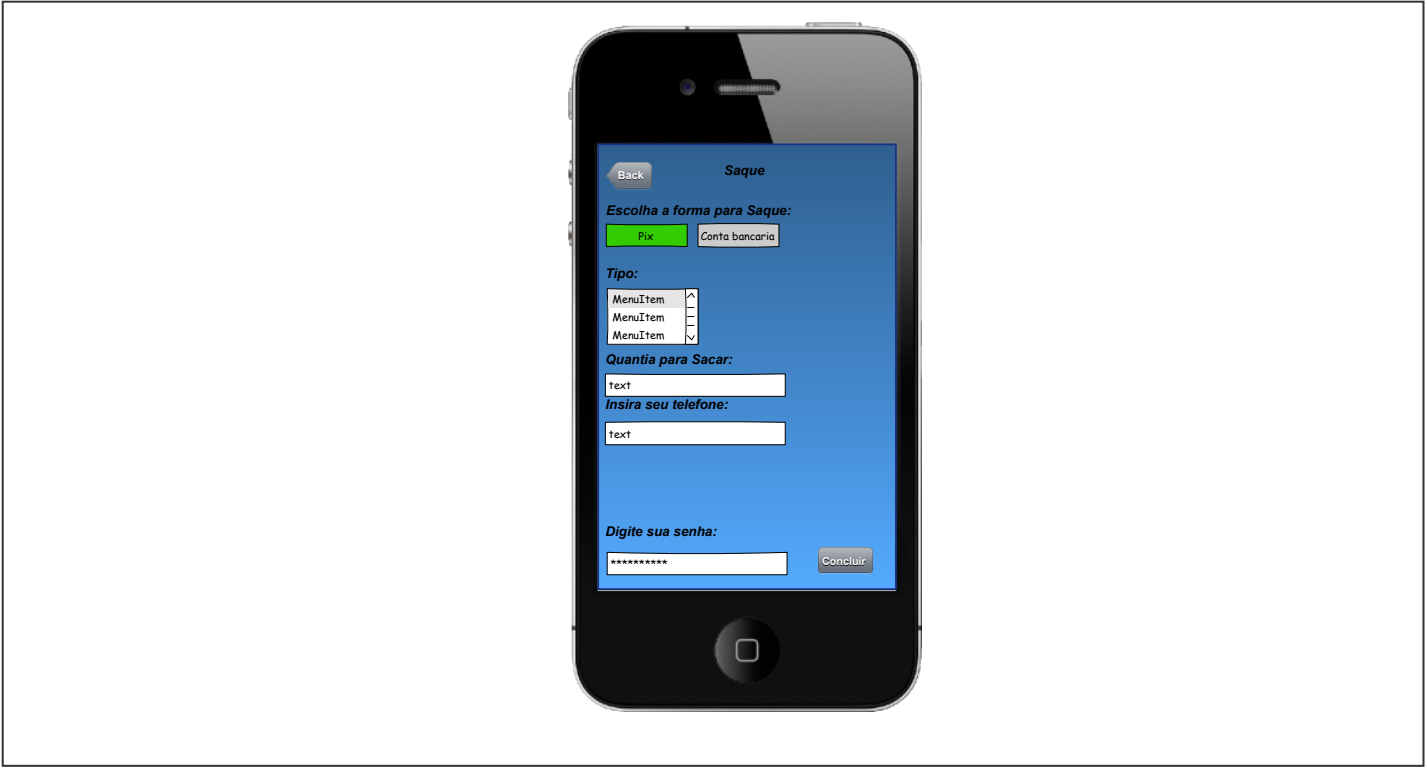 Back
Saque
Escolha a forma para Saque:
Pix
Conta bancaria
Tipo:
MenuItem
MenuItem
MenuItem
Quantia para Sacar:
text
Insira seu telefone:
text
Digite sua senha:
**********
Concluir